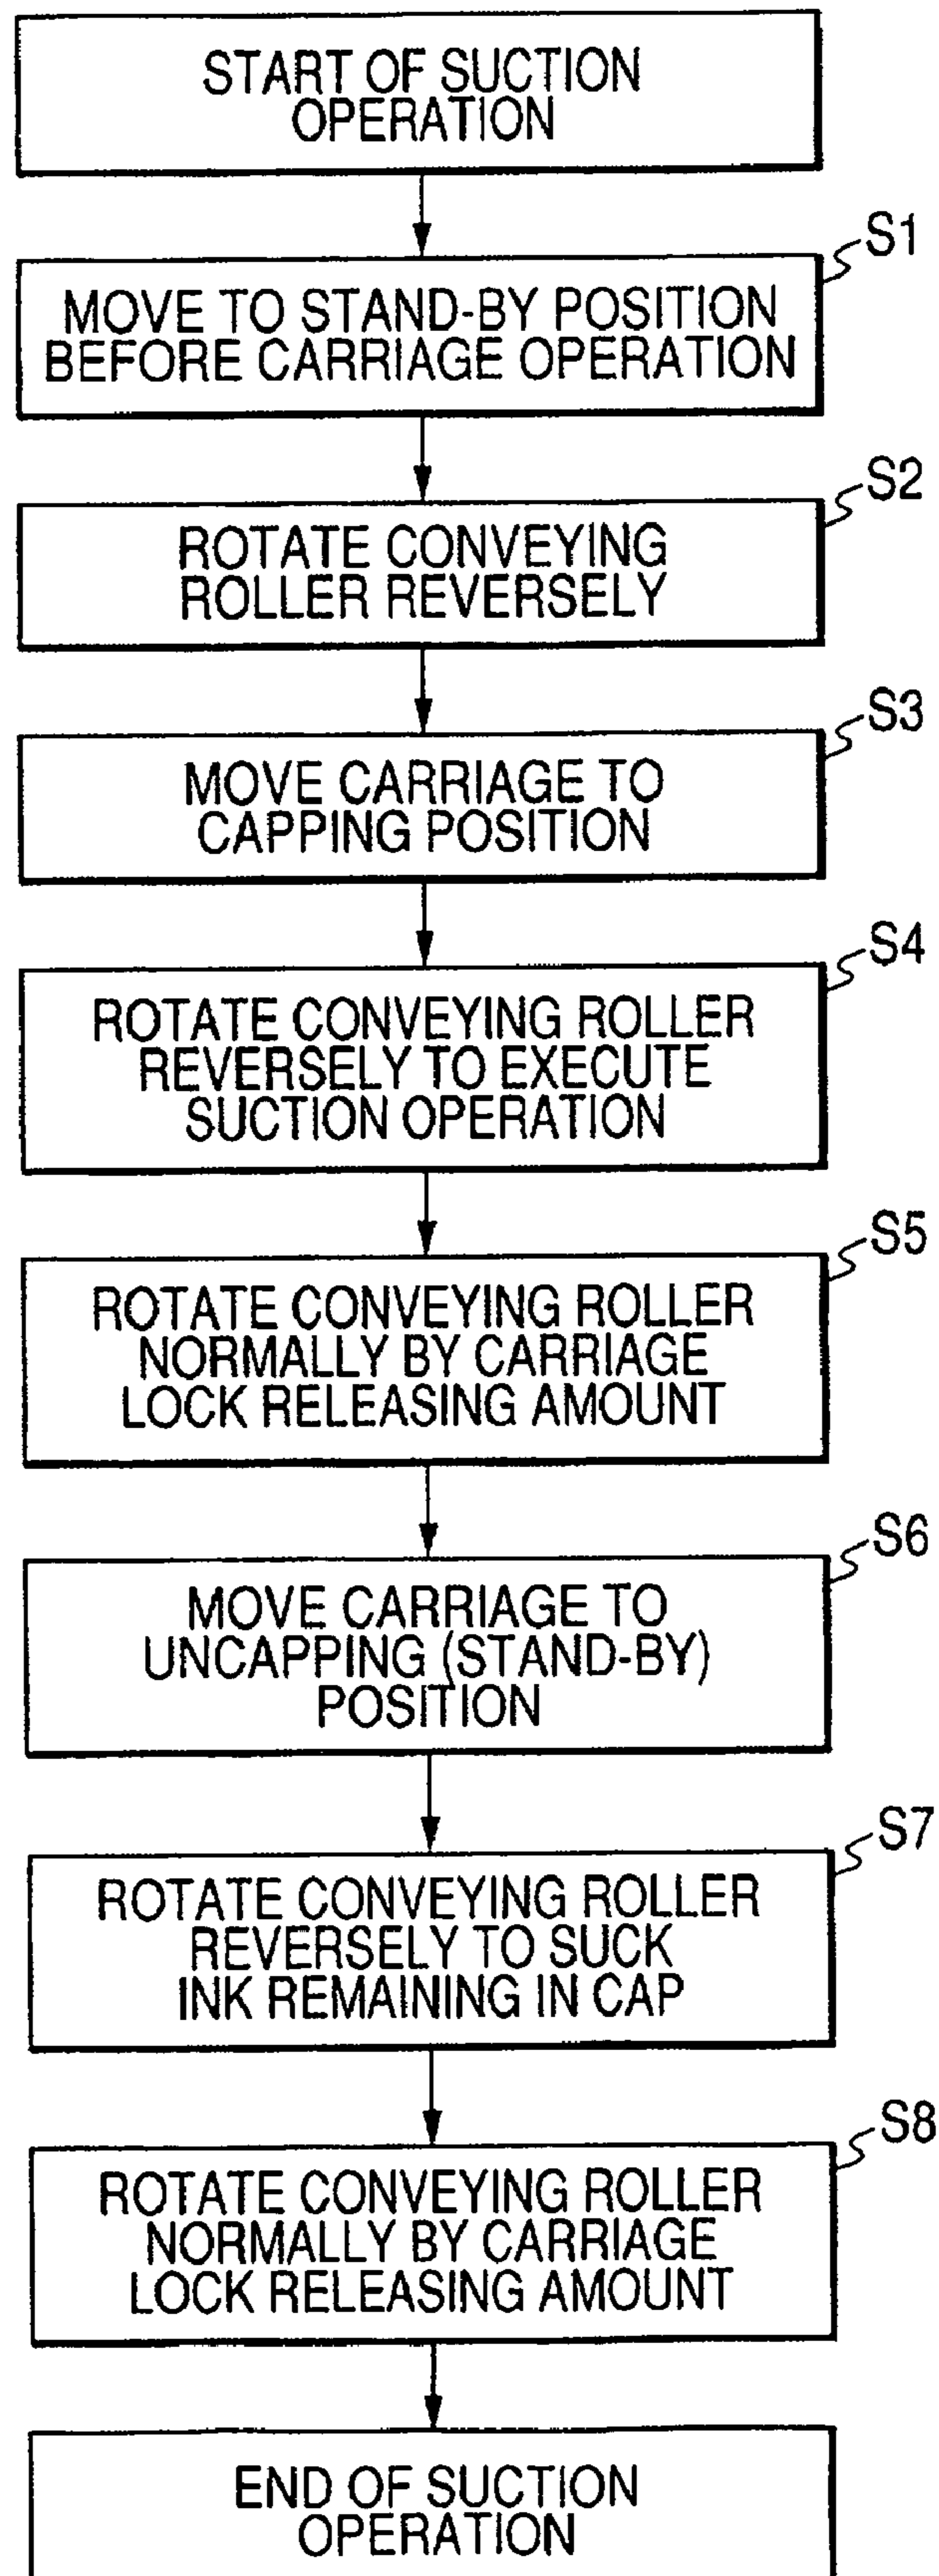 START OF SUCTION
OPERATION
S1
MOVE TO STAND-BY POSITION
BEFORE CARRIAGE OPERATION
S2
ROTATE CONVEYING
ROLLER REVERSELY
S3
MOVE CARRIAGE TO
CAPPING POSITION
S4
ROTATE CONVEYING ROLLER
REVERSELY TO EXECUTE
SUCTION OPERATION
S5
ROTATE CONVEYING ROLLER
NORMALLY BY CARRIAGE
LOCK RELEASING AMOUNT
S6
MOVE CARRIAGE TO
UNCAPPING (STAND-BY)
POSITION
S7
ROTATE CONVEYING ROLLER
REVERSELY TO SUCK
INK REMAINING IN CAP
S8
ROTATE CONVEYING ROLLER
NORMALLY BY CARRIAGE
LOCK RELEASING AMOUNT
END OF SUCTION
OPERATION